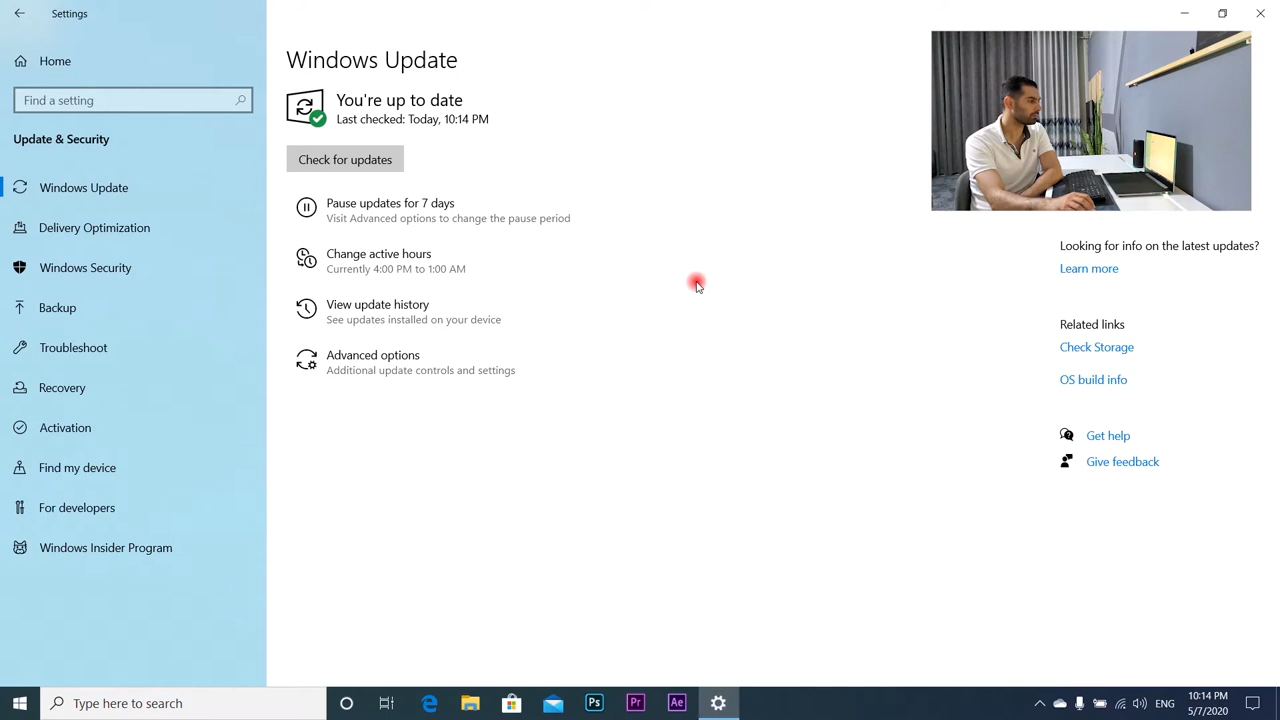 Settings
Home
Find a setting
Update & Security
Windows Update
Delivery Optimization
Windows Security
Backup
Troubleshoot
Recovery
Activation
Find my device
For developers
Windows Insider Program
Windows Update
You're up to date
Last checked: Today, 10:14 PM
Check for updates
Pause updates for 7 days
Visit Advanced options to change the pause period
Change active hours
Currently 4:00 PM to 1:00 AM
View update history
See updates installed on your device
Advanced options
Additional update controls and settings
Looking for info on the latest updates?
Learn more
Related links
Check Storage
OS build info
Get help
Give feedback
Type here to search
Ps
Pr
Ae
ENG
10:14 PM
5/7/2020